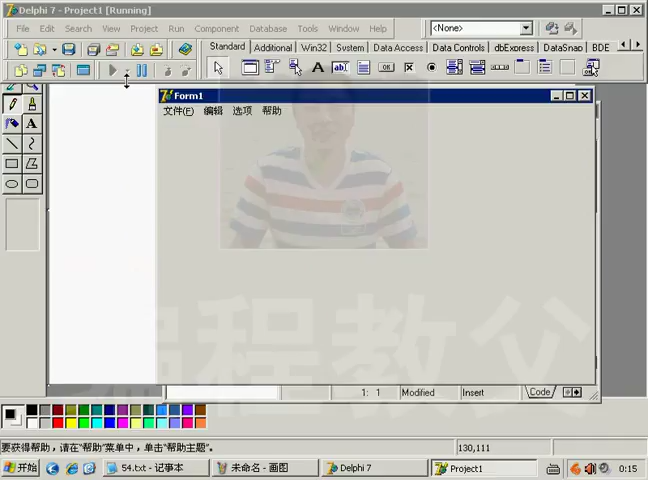 Delphi 7 - Project1 [Running]
File Edit Search View Project Run Component Database Tools Window Help <None>
Standard Additional Win32 System Data Access Data Controls dbExpress DataSnap BDE
A ab OK
Form1
A
文件(F) 编辑 选项 帮助
编程教父
1: 1 Modified Insert Code
要获得帮助，请在"帮助"菜单中，单击"帮助主题"。 130,111
开始 54.txt - 记事本 未命名 - 画图 Delphi 7 Project1 0:15